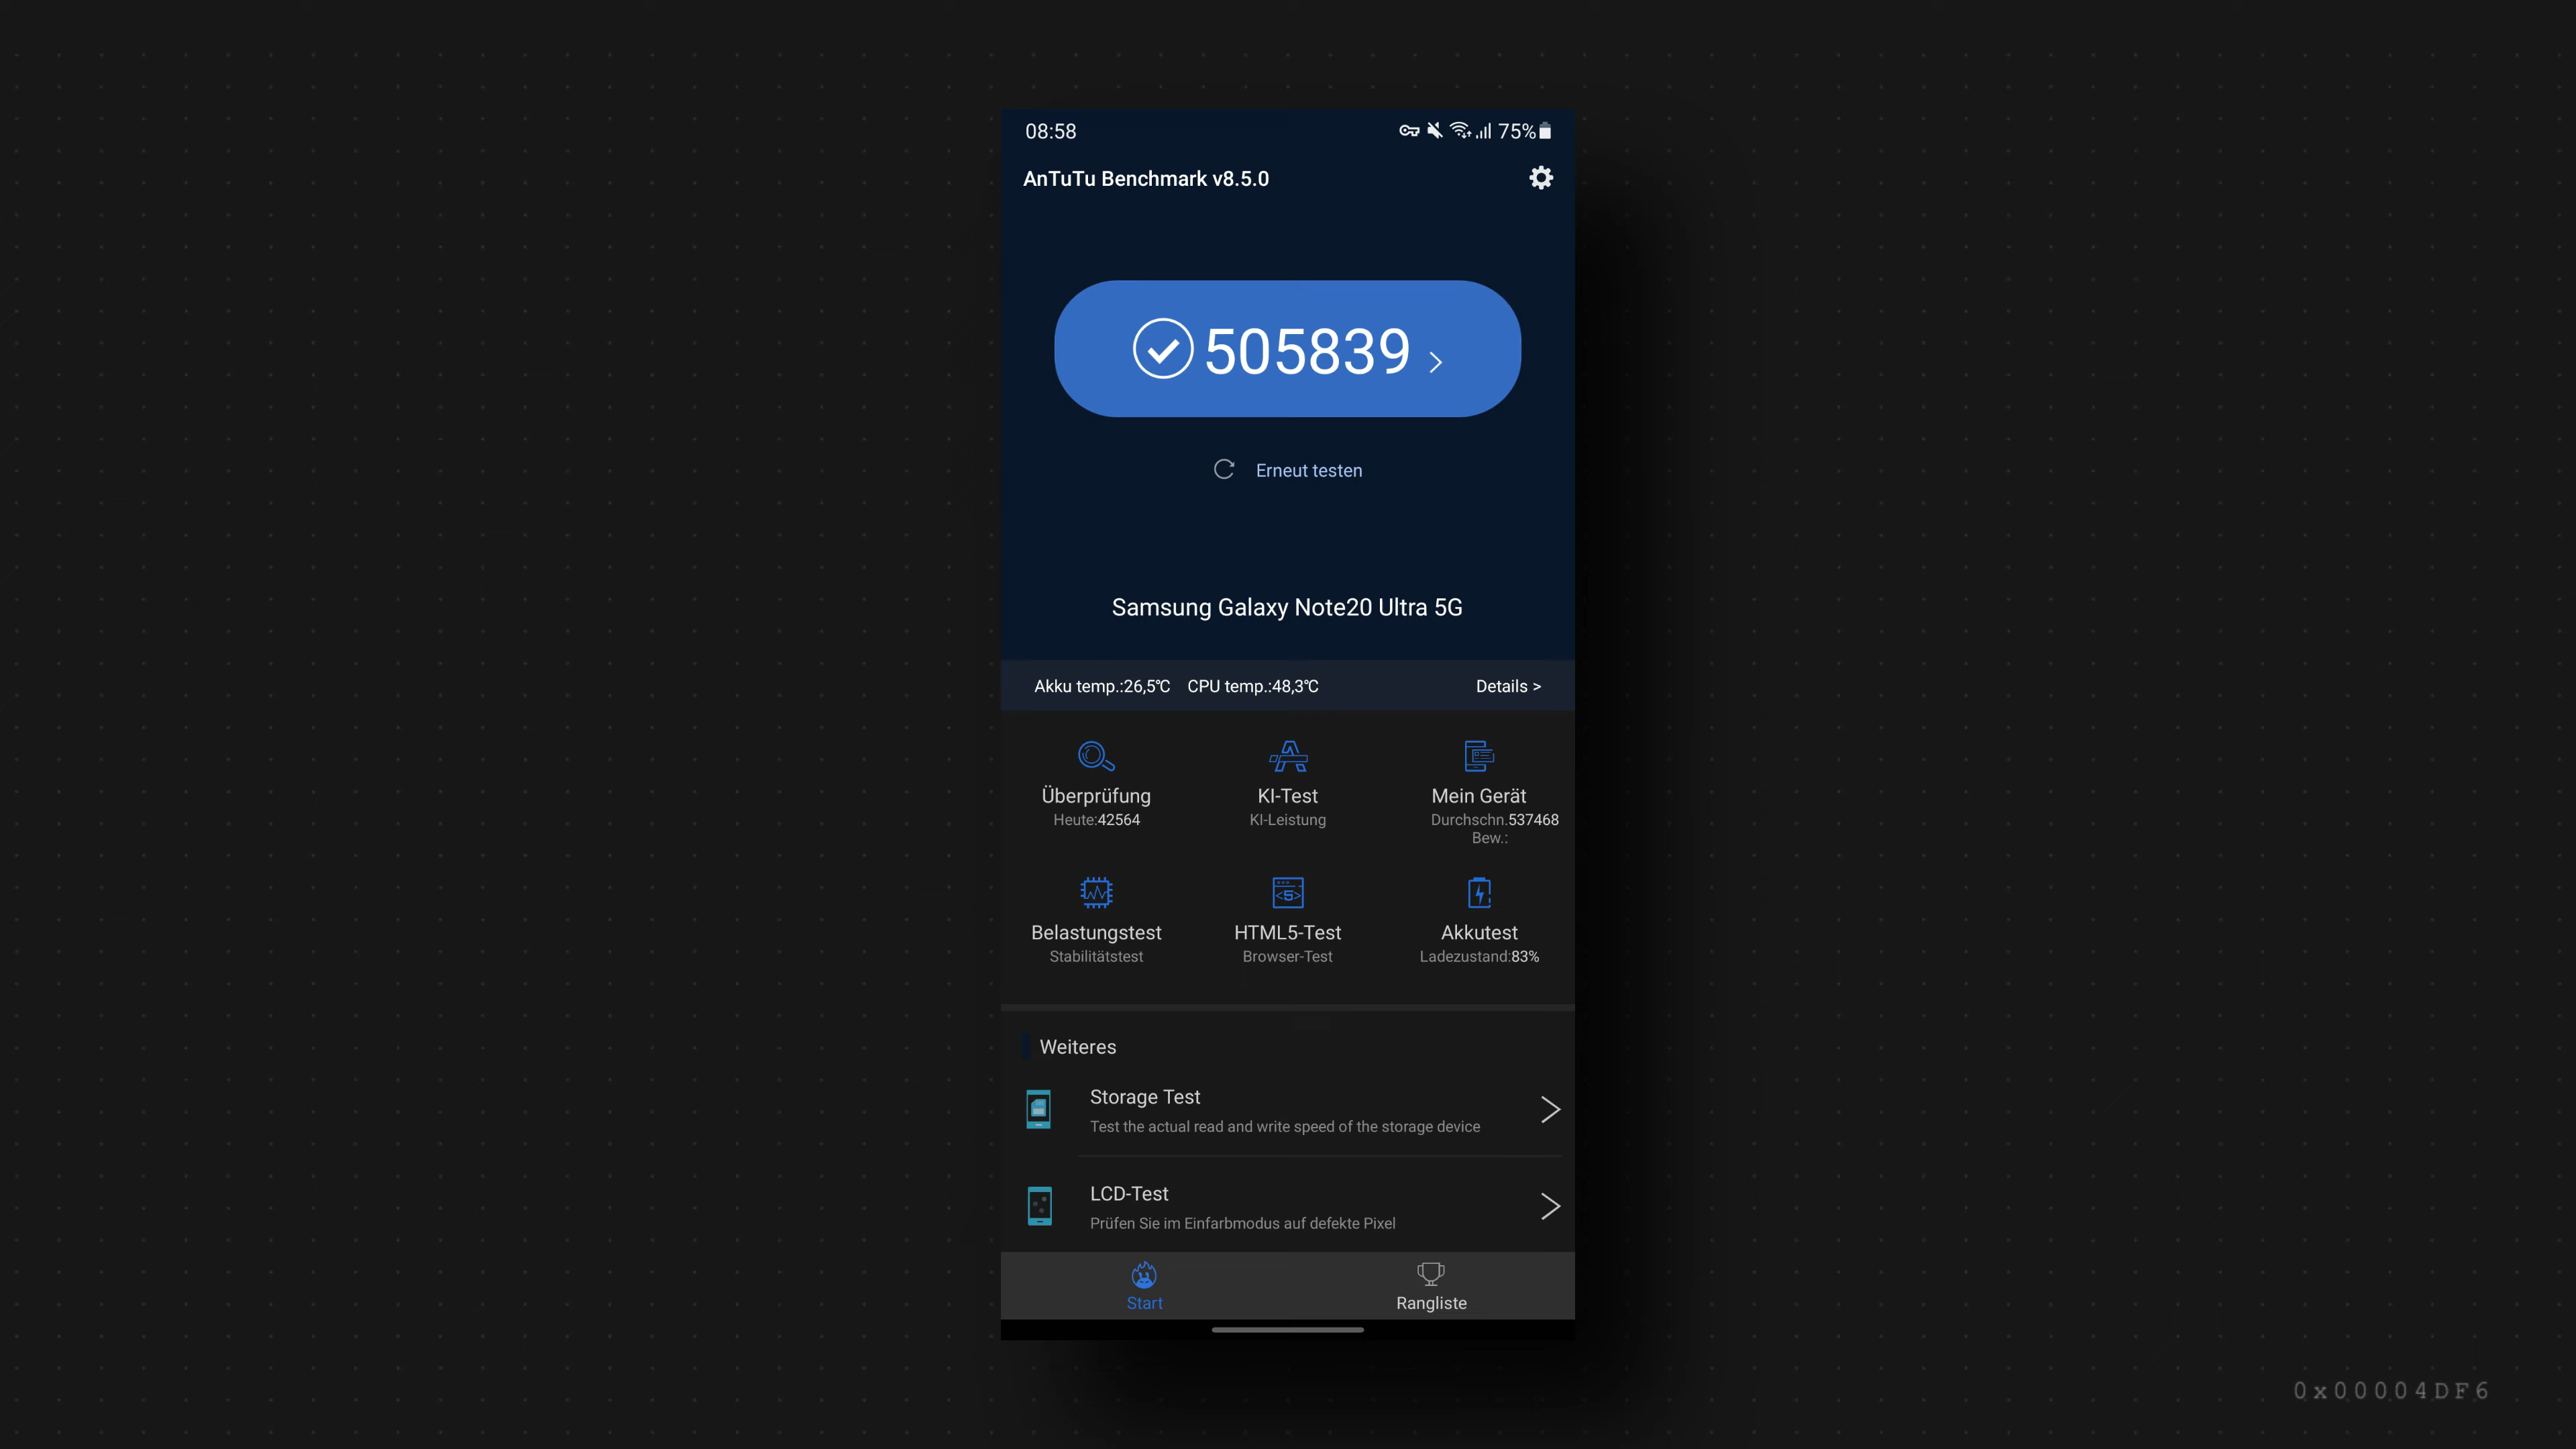 08:58 75%
AnTuTu Benchmark v8.5.0
505839 >
Erneut testen
Samsung Galaxy Note20 Ultra 5G
Akku temp.:26,5℃ CPU temp.:48,3℃ Details >
Überprüfung KI-Test Mein Gerät
Heute:42564 KI-Leistung Durchschn.537468
Bew.:
Belastungstest HTML5-Test Akkutest
Stabilitätstest Browser-Test Ladezustand:83%
Weiteres
Storage Test
Test the actual read and write speed of the storage device
LCD-Test
Prüfen Sie im Einfarbmodus auf defekte Pixel
Start Rangliste
0x00004DF6